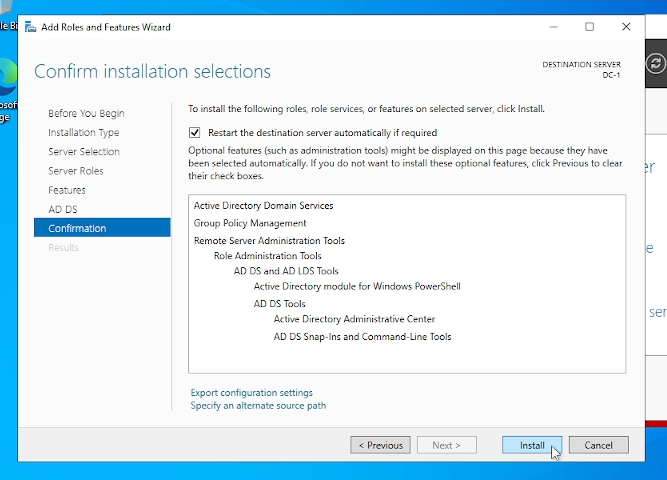 le Bi
Add Roles and Features Wizard
Confirm installation selections
DESTINATION SERVER
DC-1
Before You Begin
Installation Type
Server Selection
Server Roles
Features
AD DS
Confirmation
Results
To install the following roles, role services, or features on selected server, click Install.
Restart the destination server automatically if required
Optional features (such as administration tools) might be displayed on this page because they have
been selected automatically. If you do not want to install these optional features, click Previous to clear
their check boxes.
Active Directory Domain Services
Group Policy Management
Remote Server Administration Tools
Role Administration Tools
AD DS and AD LDS Tools
Active Directory module for Windows PowerShell
AD DS Tools
Active Directory Administrative Center
AD DS Snap-Ins and Command-Line Tools
Export configuration settings
Specify an alternate source path
< Previous
Next >
Install
Cancel
osof
ge
er
e
ser